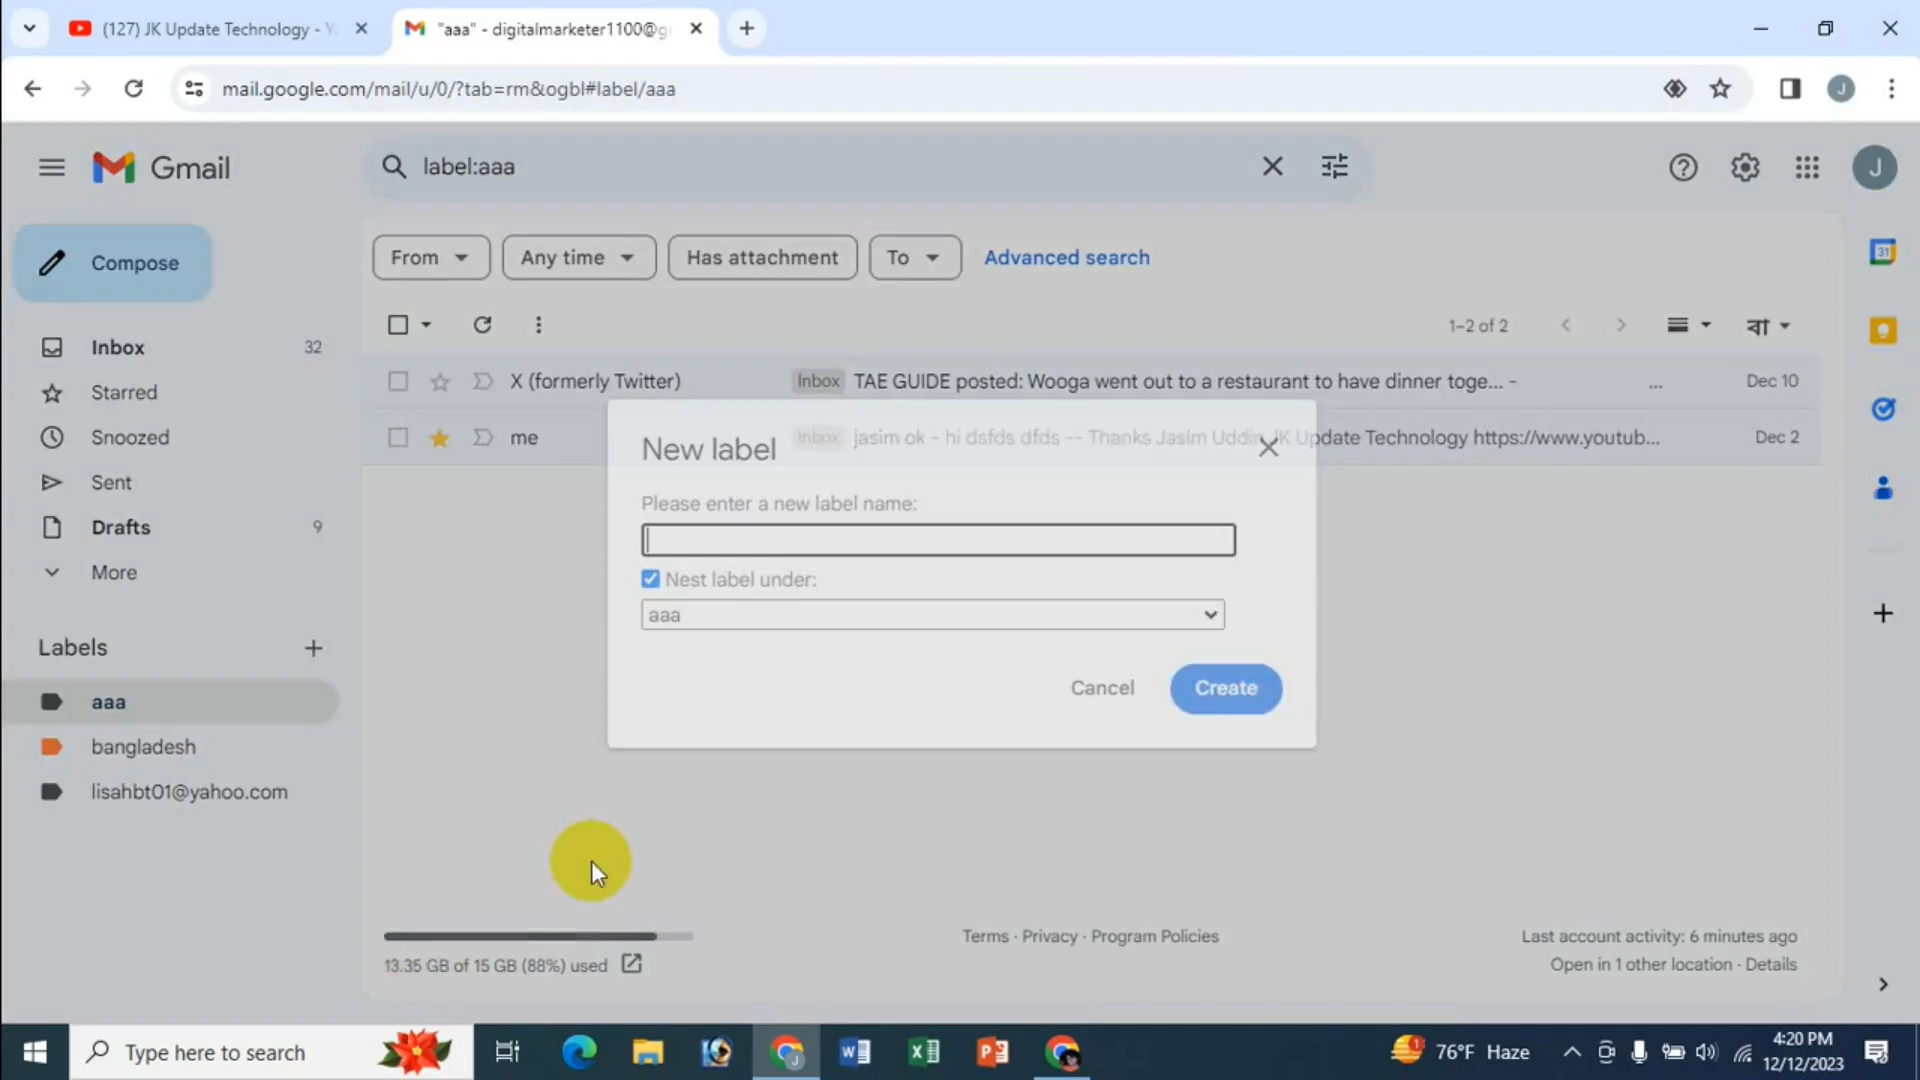 (127) JK Update Technology - Y
"aaa" - digitalmarketer1100@g
mail.google.com/mail/u/0/?tab=rm&ogbl#label/aaa
J
Gmail
label:aaa
J
Compose
From
Any time
Has attachment
To
Advanced search
31
1–2 of 2
বা
Inbox 32
Starred
Snoozed
Sent
Drafts 9
More
X (formerly Twitter) Inbox TAE GUIDE posted: Wooga went out to a restaurant to have dinner toge... - ... Dec 10
me Inbox jasim ok - hi dsfds dfds -- Thanks Jasim Uddin JK Update Technology https://www.youtub... Dec 2
New label
Please enter a new label name:
Nest label under:
aaa
Cancel
Create
Labels
aaa
bangladesh
lisahbt01@yahoo.com
13.35 GB of 15 GB (88%) used
Terms · Privacy · Program Policies
Last account activity: 6 minutes ago
Open in 1 other location · Details
Type here to search
1
76°F Haze
4:20 PM
12/12/2023